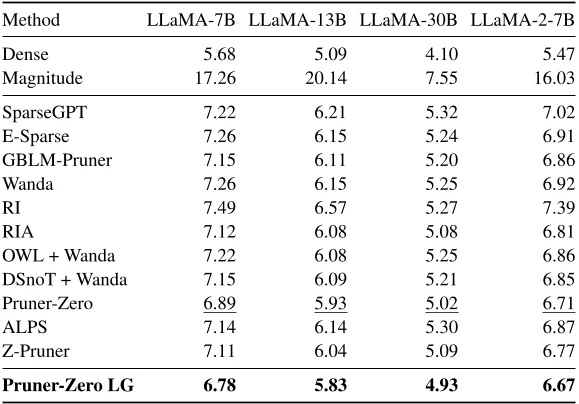 Method LLaMA-7B LLaMA-13B LLaMA-30B LLaMA-2-7B
Dense 5.68 5.09 4.10 5.47
Magnitude 17.26 20.14 7.55 16.03
SparseGPT 7.22 6.21 5.32 7.02
E-Sparse 7.26 6.15 5.24 6.91
GBLM-Pruner 7.15 6.11 5.20 6.86
Wanda 7.26 6.15 5.25 6.92
RI 7.49 6.57 5.27 7.39
RIA 7.12 6.08 5.08 6.81
OWL + Wanda 7.22 6.08 5.25 6.86
DSnoT + Wanda 7.15 6.09 5.21 6.85
Pruner-Zero 6.89 5.93 5.02 6.71
ALPS 7.14 6.14 5.30 6.87
Z-Pruner 7.11 6.04 5.09 6.77
Pruner-Zero LG 6.78 5.83 4.93 6.67